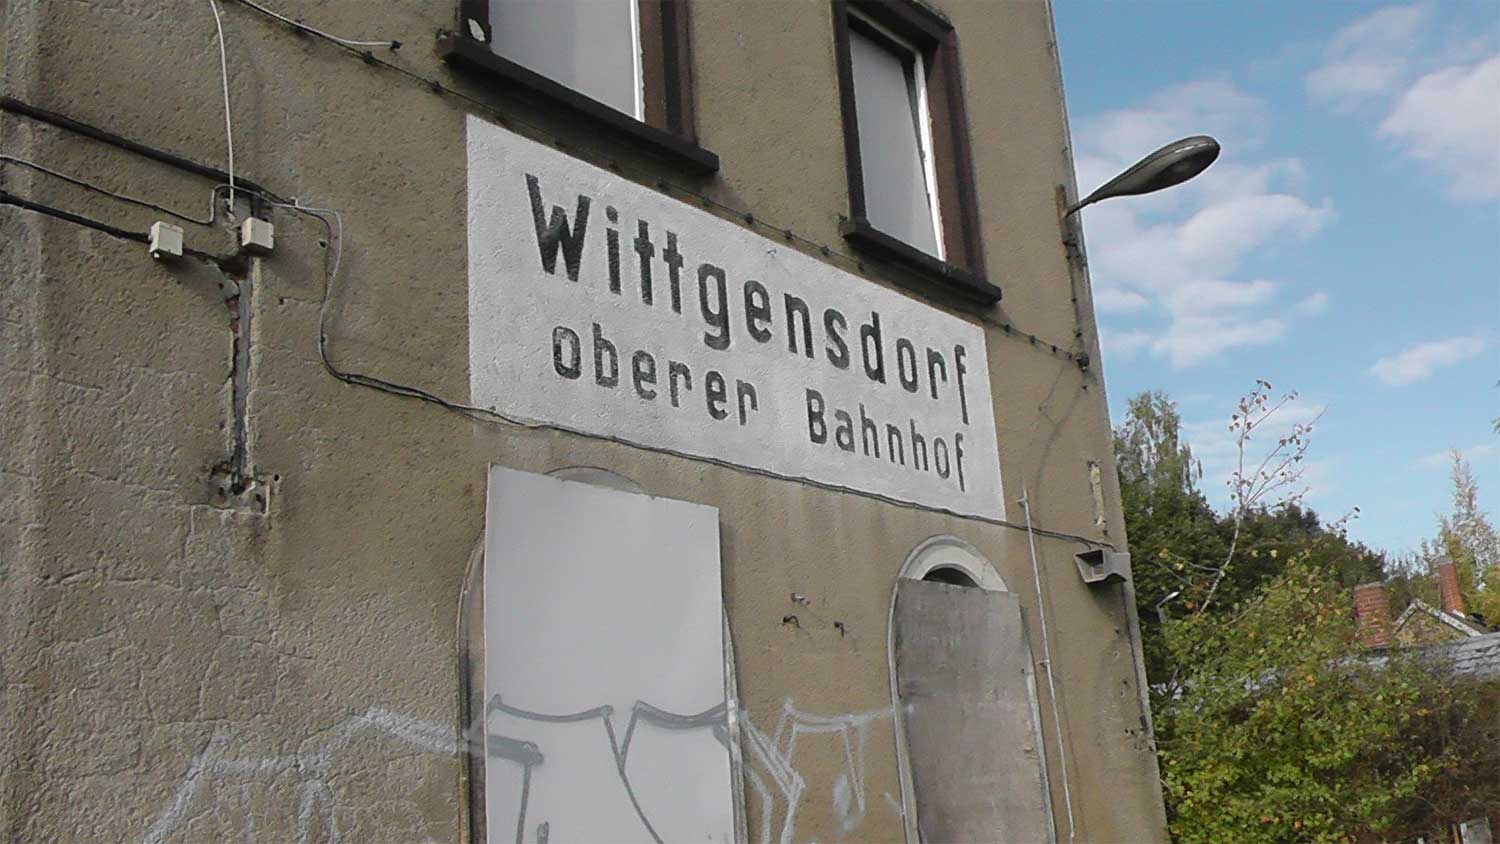 Wittgensdorf
oberer Bahnhof